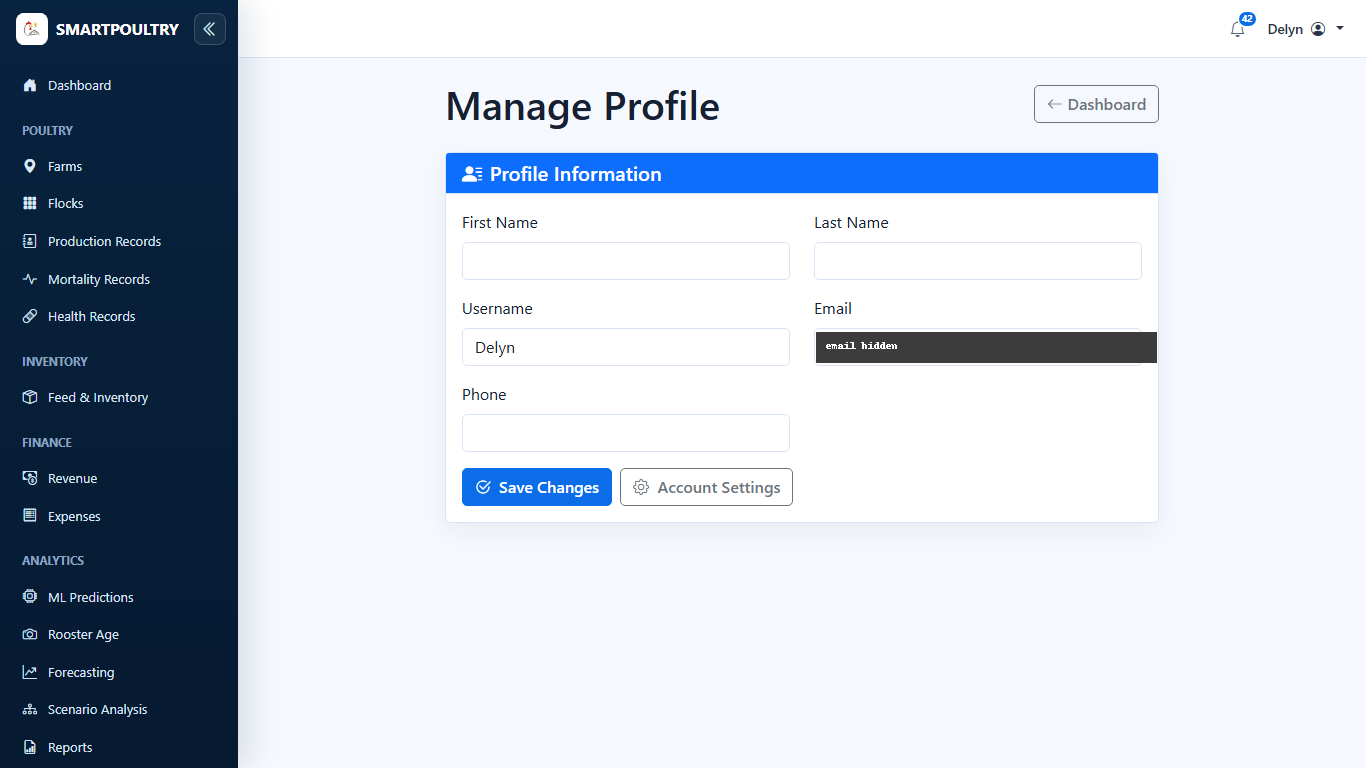 SMARTPOULTRY
42
Delyn
Dashboard
POULTRY
Farms
Flocks
Production Records
Mortality Records
Health Records
INVENTORY
Feed & Inventory
FINANCE
Revenue
Expenses
ANALYTICS
ML Predictions
Rooster Age
Forecasting
Scenario Analysis
Reports
Manage Profile
Dashboard
Profile Information
First Name
Last Name
Username
Email
Delyn
email hidden
Phone
Save Changes
Account Settings